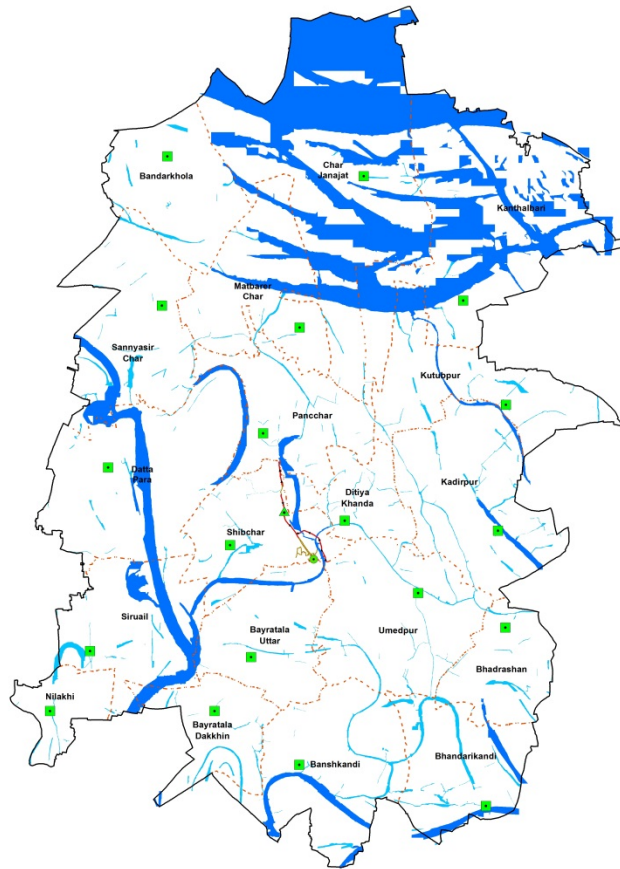 Bandarkhola
Char
Janajat
Kanthalbari
Matbarer
Char
Sannyasir
Char
Kutubpur
Pancchar
Datta
Para
Kadirpur
Ditiya
Khanda
Shibchar
Siruail
Bayratala
Uttar
Umedpur
Bhadrashan
Nilakhi
Bayratala
Dakkhin
Bhandarikandi
Banshkandi